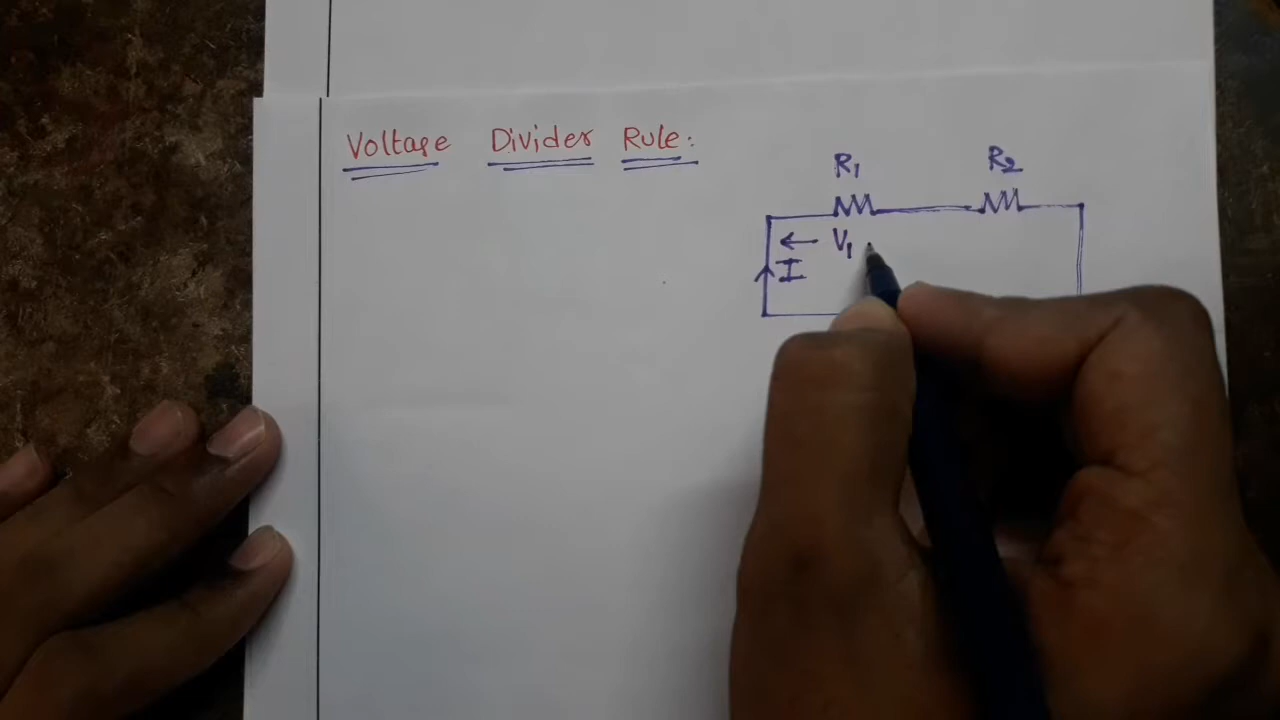 Voltage Divider Rule:
R1 R2
← V1
I